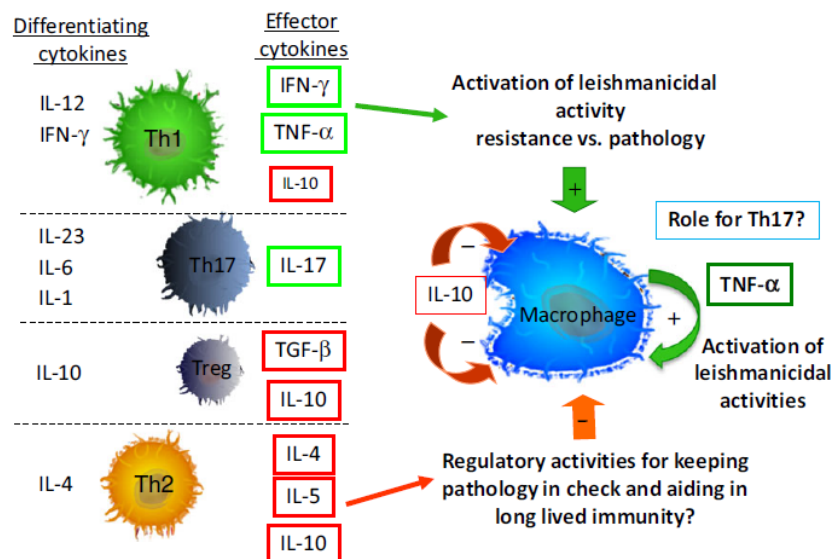 Differentiating
cytokines
Effector
cytokines
IL-12
IFN-γ
Th1
IFN-γ
TNF-α
IL-10
IL-23
IL-6
IL-1
Th17
IL-17
IL-10
Treg
TGF-β
IL-10
IL-4
Th2
IL-4
IL-5
IL-10
Activation of leishmanicidal
activity
resistance vs. pathology
+
Role for Th17?
−
IL-10
−
Macrophage
+
TNF-α
Activation of
leishmanicidal
activities
−
Regulatory activities for keeping
pathology in check and aiding in
long lived immunity?